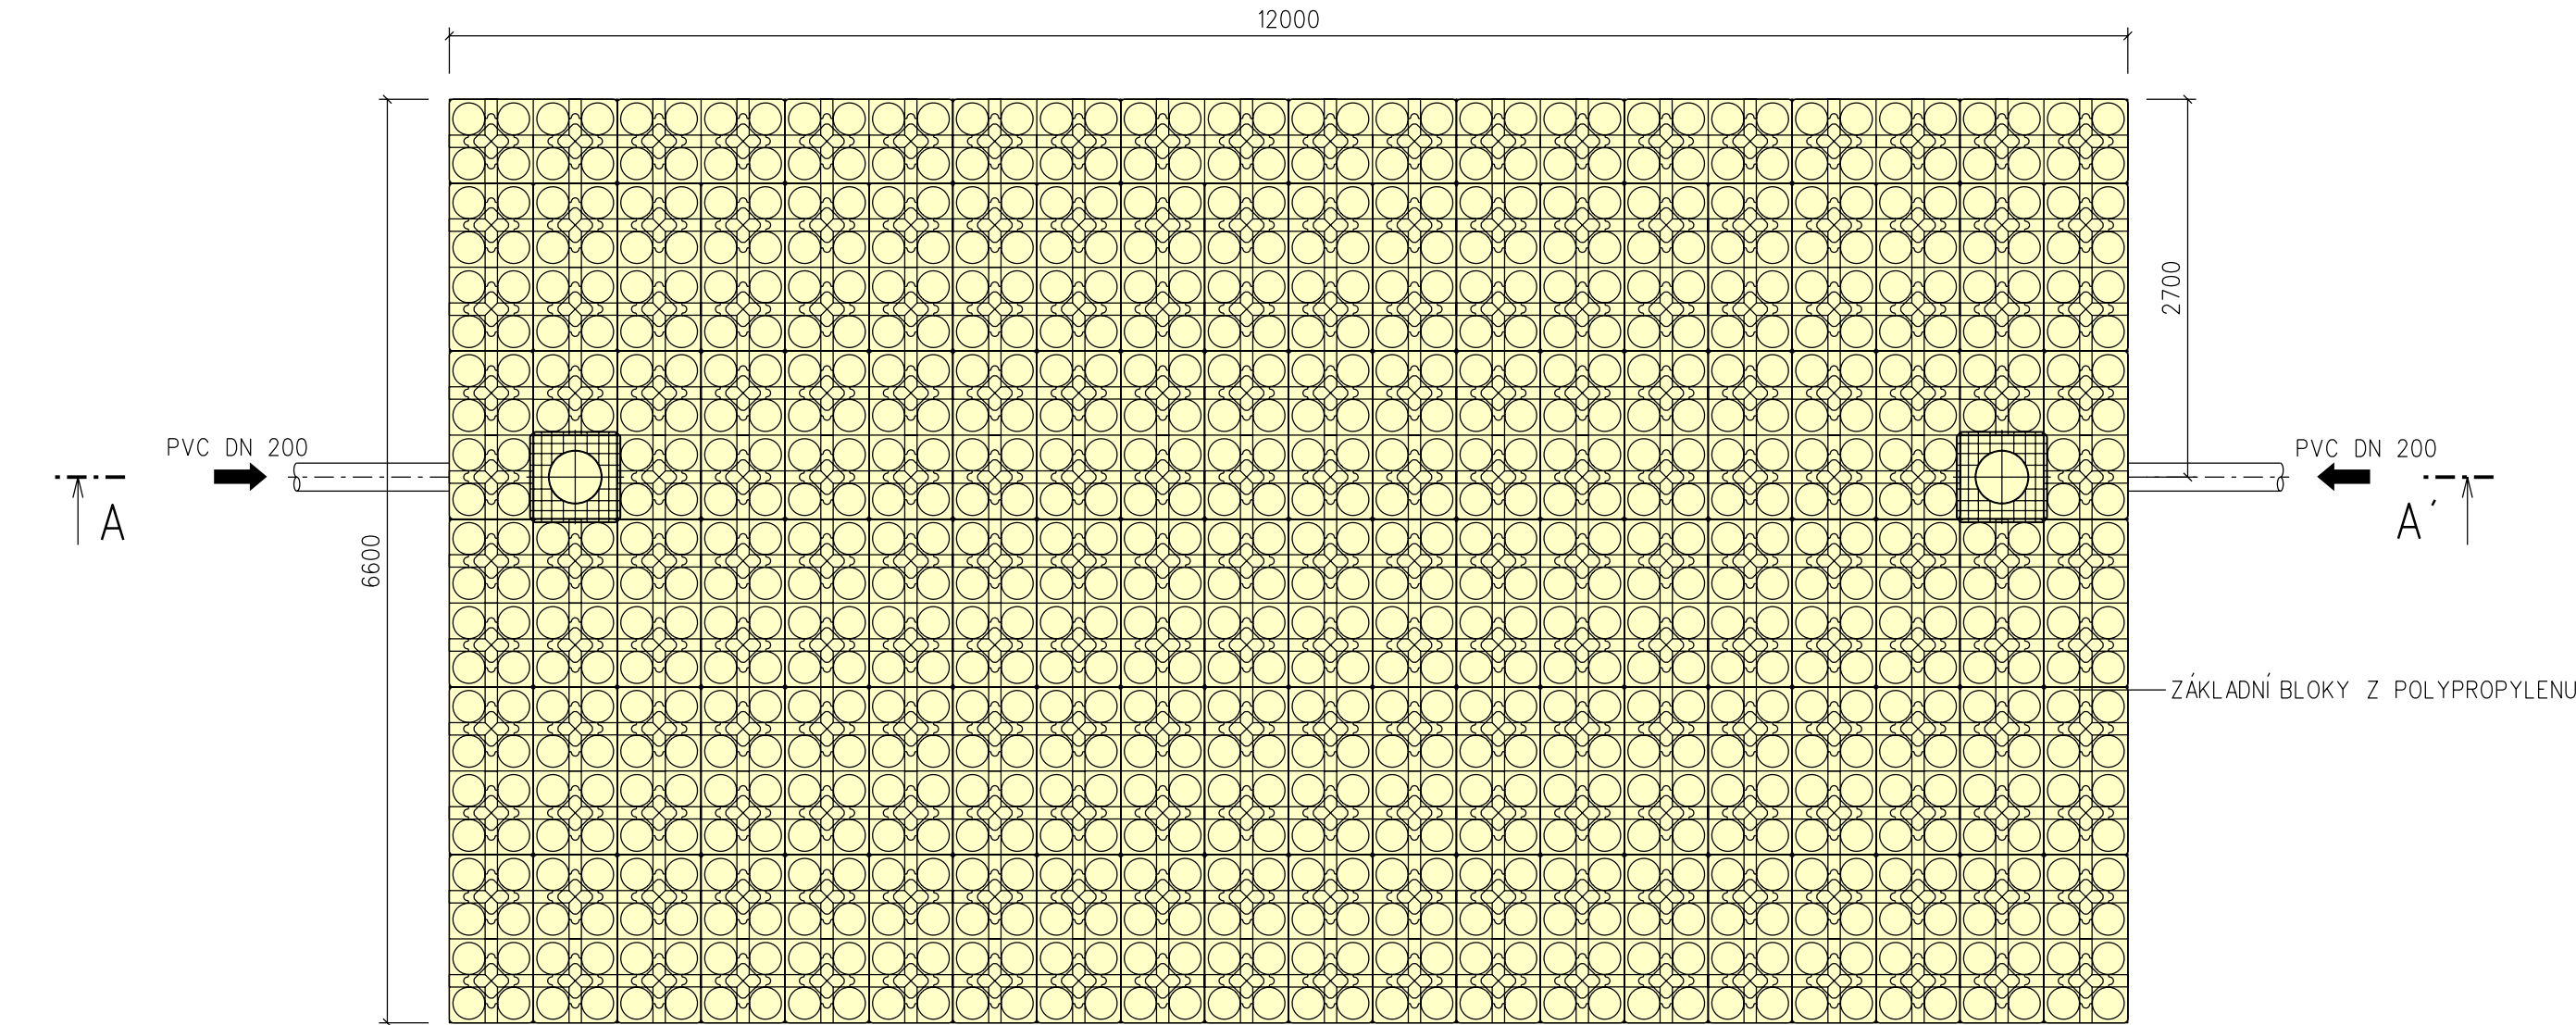 12000
2700
PVC DN 200
PVC DN 200
A
A´
6600
ZÁKLADNÍ BLOKY Z POLYPROPYLENU